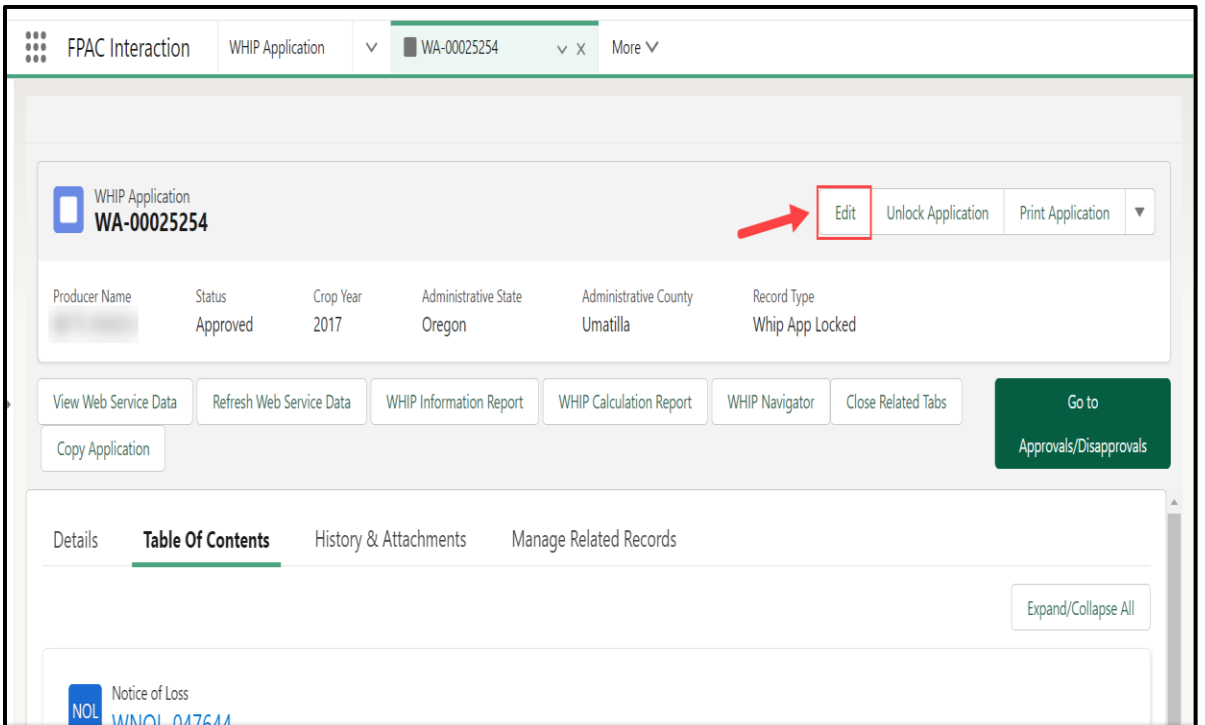 FPAC Interaction WHIP Application WA-00025254 X More
WHIP Application
WA-00025254
Edit Unlock Application Print Application
Producer Name Status Crop Year Administrative State Administrative County Record Type
Approved 2017 Oregon Umatilla Whip App Locked
View Web Service Data Refresh Web Service Data WHIP Information Report WHIP Calculation Report WHIP Navigator Close Related Tabs
Go to
Approvals/Disapprovals
Copy Application
Details Table Of Contents History & Attachments Manage Related Records
Expand/Collapse All
Notice of Loss
NOL
WNOL-047644